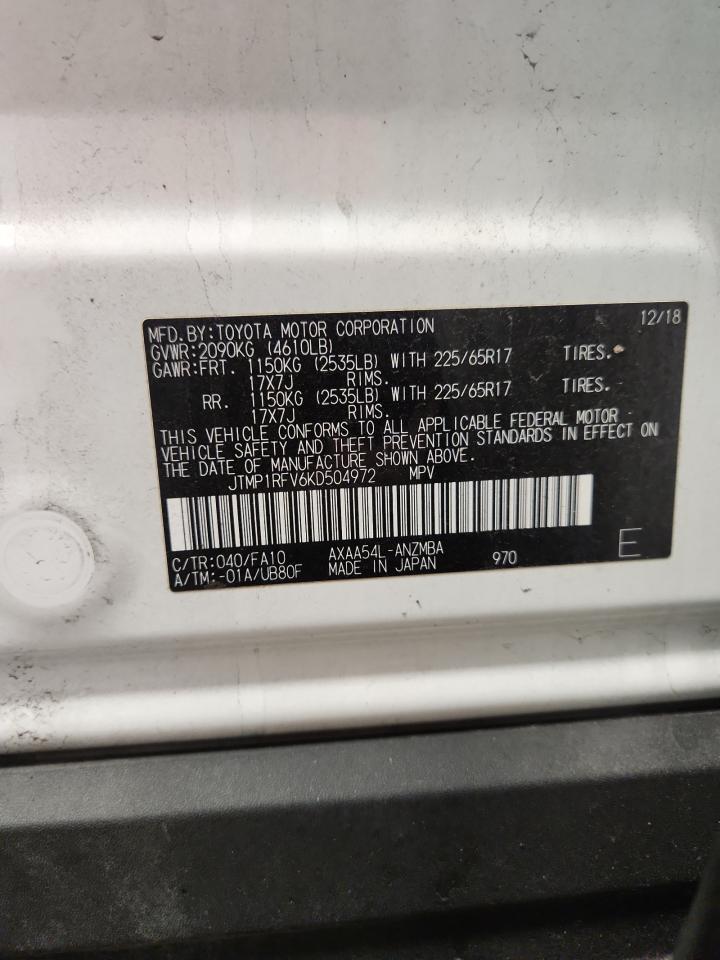 MFD.BY:TOYOTA MOTOR CORPORATION 12/18
GVWR:2090KG (4610LB)
GAWR:FRT. 1150KG (2535LB) WITH 225/65R17 TIRES.
17X7J RIMS.
RR. 1150KG (2535LB) WITH 225/65R17 TIRES.
17X7J RIMS.
THIS VEHICLE CONFORMS TO ALL APPLICABLE FEDERAL MOTOR
VEHICLE SAFETY AND THEFT PREVENTION STANDARDS IN EFFECT ON
THE DATE OF MANUFACTURE SHOWN ABOVE.
JTMP1RFV6KD504972 MPV
C/TR:040/FA10 AXAA54L-ANZMBA 970 E
A/TM:-01A/UB80F MADE IN JAPAN